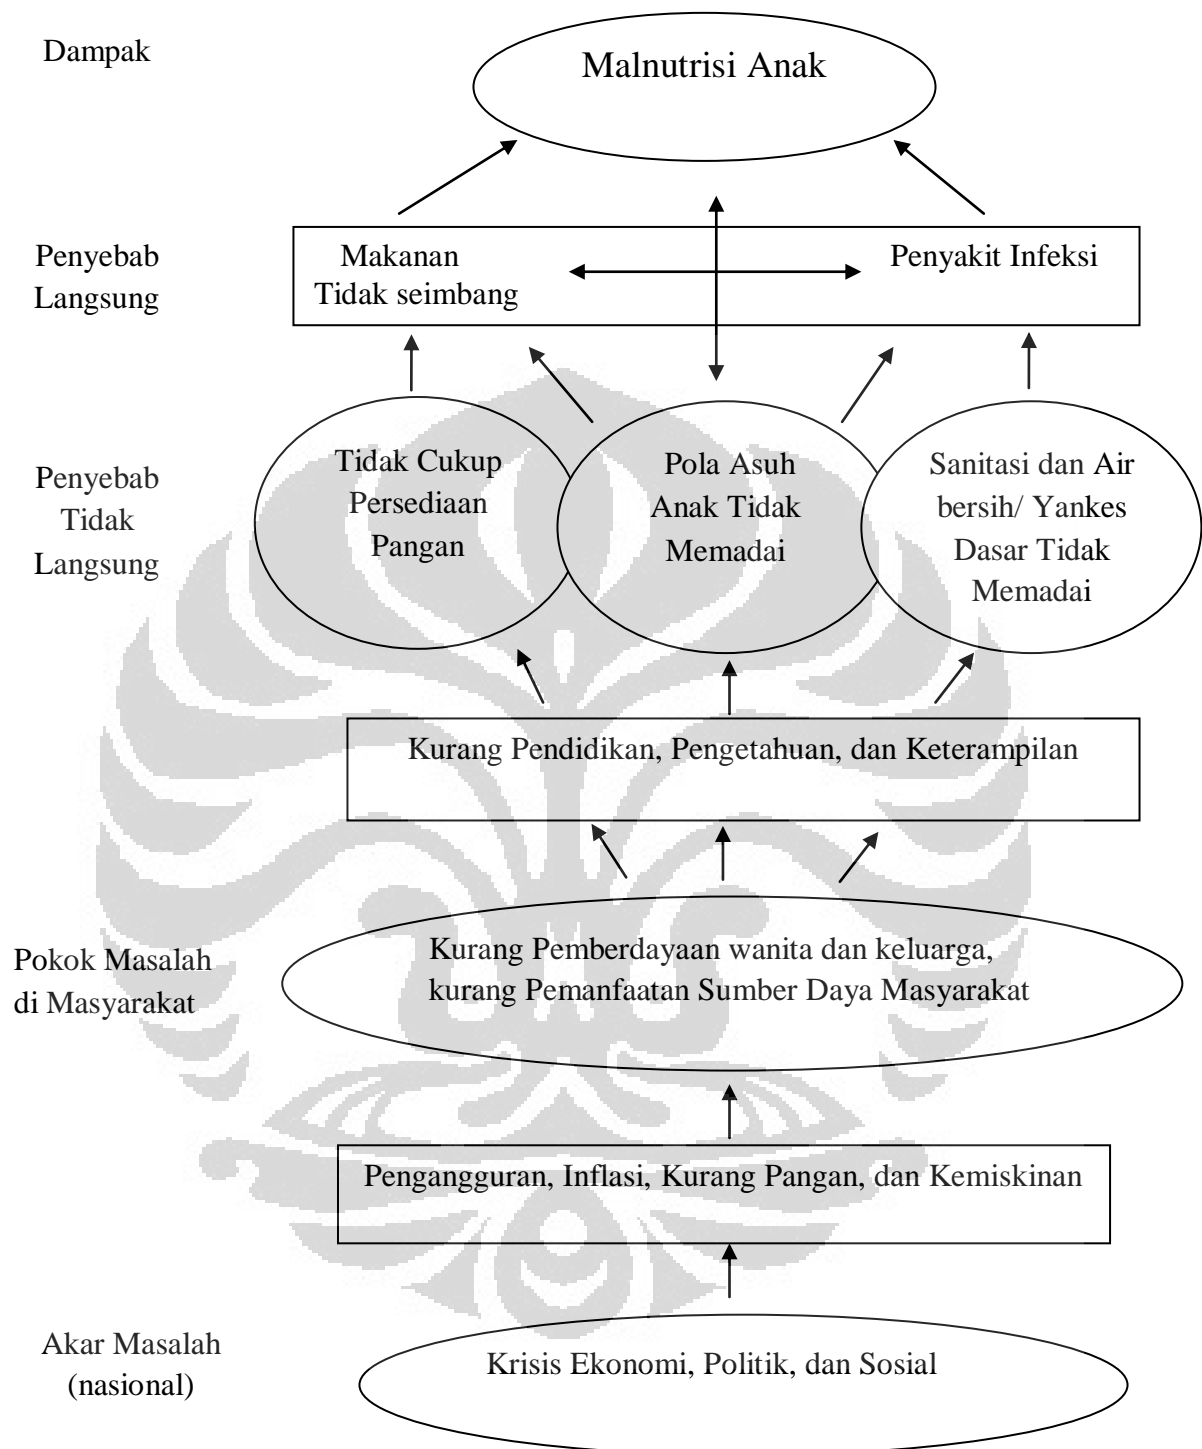 Dampak
Malnutrisi Anak
Penyebab
Langsung
Makanan
Tidak seimbang
Penyakit Infeksi
Penyebab
Tidak
Langsung
Tidak Cukup
Persediaan
Pangan
Pola Asuh
Anak Tidak
Memadai
Sanitasi dan Air
bersih/ Yankes
Dasar Tidak
Memadai
Kurang Pendidikan, Pengetahuan, dan Keterampilan
Pokok Masalah
di Masyarakat
Kurang Pemberdayaan wanita dan keluarga,
kurang Pemanfaatan Sumber Daya Masyarakat
Pengangguran, Inflasi, Kurang Pangan, dan Kemiskinan
Akar Masalah
(nasional)
Krisis Ekonomi, Politik, dan Sosial